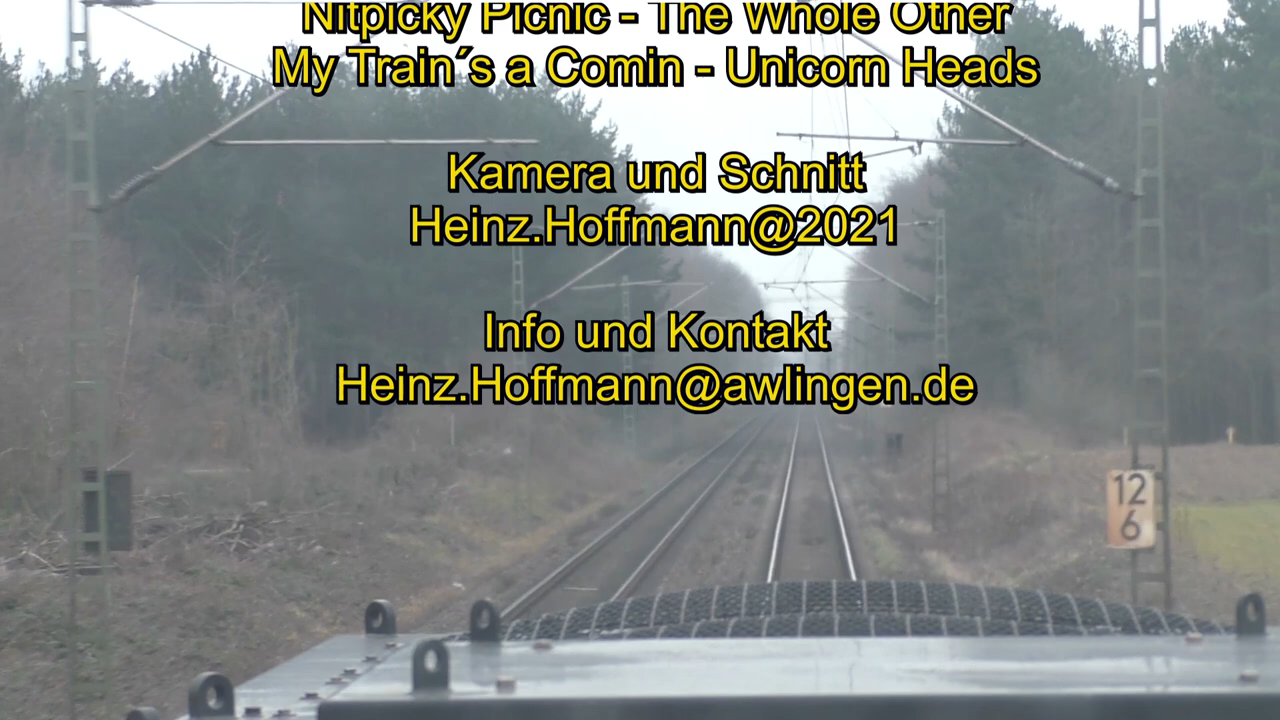 Nitpicky Picnic - The Whole Other
My Train´s a Comin - Unicorn Heads
Kamera und Schnitt
Heinz.Hoffmann@2021
Info und Kontakt
Heinz.Hoffmann@awlingen.de
12
6